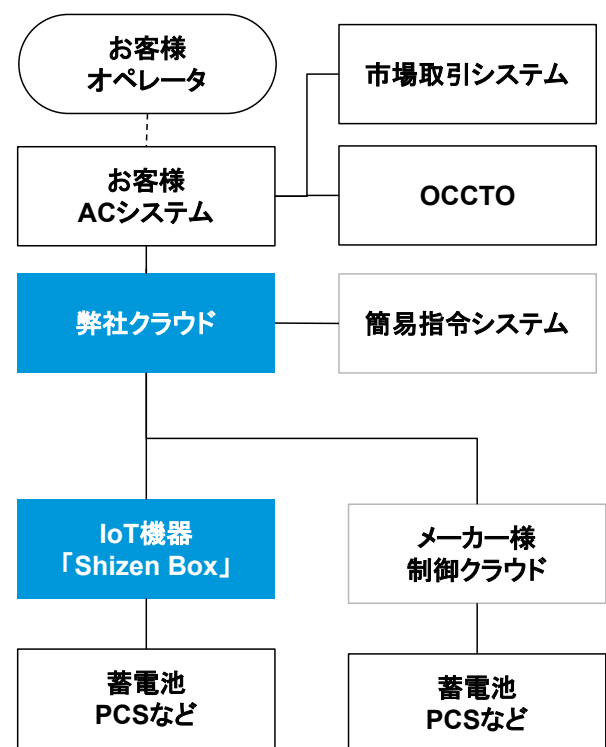 お客様
オペレータ
市場取引システム
お客様
ACシステム
OCCTO
弊社クラウド
簡易指令システム
IoT機器
「Shizen Box」
メーカー様
制御クラウド
蓄電池
PCSなど
蓄電池
PCSなど